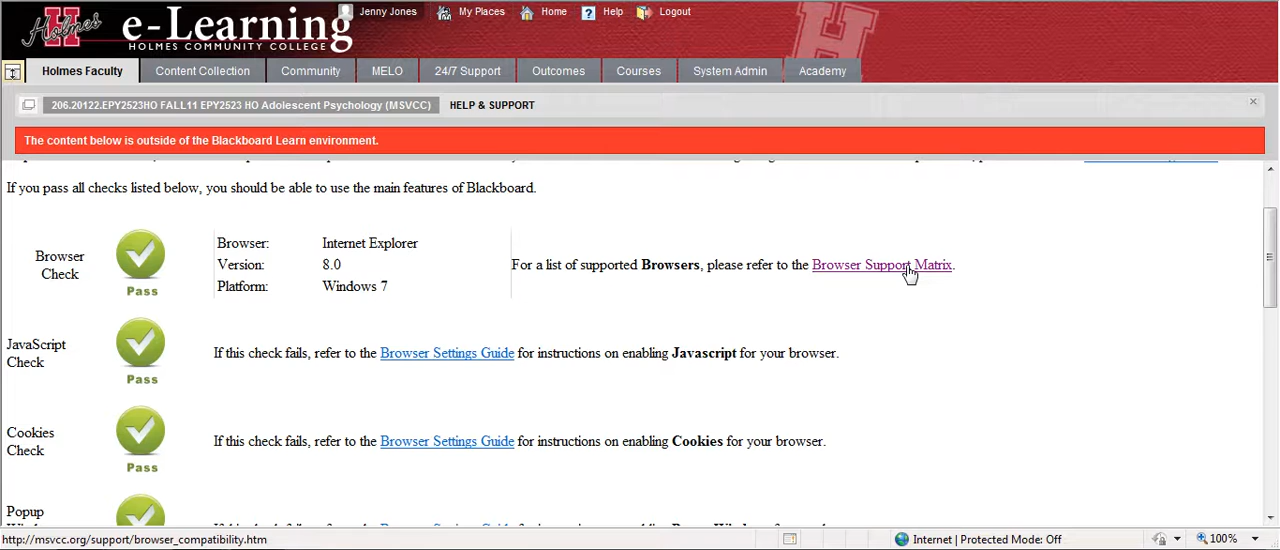 Holmes
H
e-Learning
HOLMES COMMUNITY COLLEGE
Jenny Jones My Places Home Help Logout
Holmes Faculty Content Collection Community MELO 24/7 Support Outcomes Courses System Admin Academy
206.20122.EPY2523HO FALL11 EPY2523 HO Adolescent Psychology (MSVCC) HELP & SUPPORT
The content below is outside of the Blackboard Learn environment.
If you pass all checks listed below, you should be able to use the main features of Blackboard.
Browser Check
Pass
Browser: Internet Explorer
Version: 8.0
Platform: Windows 7
For a list of supported Browsers, please refer to the Browser Support Matrix.
JavaScript
Check
Pass
If this check fails, refer to the Browser Settings Guide for instructions on enabling Javascript for your browser.
Cookies
Check
Pass
If this check fails, refer to the Browser Settings Guide for instructions on enabling Cookies for your browser.
Popup
http://msvcc.org/support/browser_compatibility.htm Internet | Protected Mode: Off 100%